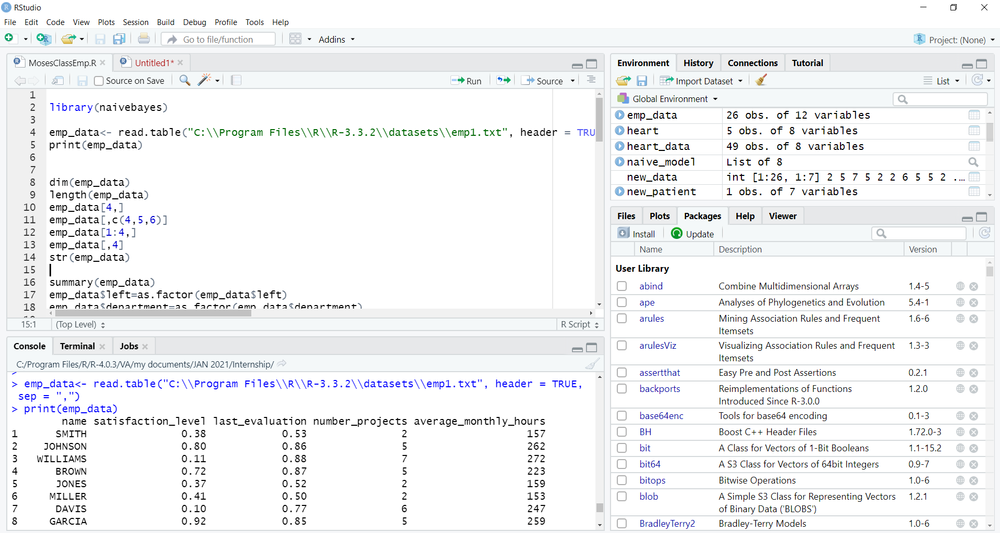 RStudio
File Edit Code View Plots Session Build Debug Profile Tools Help
Go to file/function Addins Project: (None)
MosesClassEmp.R Untitled1*
Source on Save Run Source
1
2 library(naivebayes)
3
4 emp_data<- read.table("C:\\Program Files\\R\\R-3.3.2\\datasets\\emp1.txt", header = TRU
5 print(emp_data)
6
7
8 dim(emp_data)
9 length(emp_data)
10 emp_data[4,]
11 emp_data[,c(4,5,6)]
12 emp_data[1:4,]
13 emp_data[,4]
14 str(emp_data)
15
16 summary(emp_data)
17 emp_data$left=as.factor(emp_data$left)
18 emp_data$department=as.factor(emp_data$department)
15:1 (Top Level) R Script
Console Terminal Jobs
C:/Program Files/R/R-4.0.3/VA/my documents/JAN 2021/Internship/
>
> emp_data<- read.table("C:\\Program Files\\R\\R-3.3.2\\datasets\\emp1.txt", header = TRUE,
sep = ",")
> print(emp_data)
name satisfaction_level last_evaluation number_projects average_monthly_hours
1 SMITH 0.38 0.53 2 157
2 JOHNSON 0.80 0.86 5 262
3 WILLIAMS 0.11 0.88 7 272
4 BROWN 0.72 0.87 5 223
5 JONES 0.37 0.52 2 159
6 MILLER 0.41 0.50 2 153
7 DAVIS 0.10 0.77 6 247
8 GARCIA 0.92 0.85 5 259
Environment History Connections Tutorial
Import Dataset List
Global Environment
emp_data 26 obs. of 12 variables
heart 5 obs. of 8 variables
heart_data 49 obs. of 8 variables
naive_model List of 8
new_data int [1:26, 1:7] 2 5 7 5 2 2 6 5 5 2 ...
new_patient 1 obs. of 7 variables
Files Plots Packages Help Viewer
Install Update
Name Description Version
User Library
abind Combine Multidimensional Arrays 1.4-5
ape Analyses of Phylogenetics and Evolution 5.4-1
arules Mining Association Rules and Frequent 1.6-6
Itemsets
arulesViz Visualizing Association Rules and Frequent 1.3-3
Itemsets
assertthat Easy Pre and Post Assertions 0.2.1
backports Reimplementations of Functions 1.2.0
Introduced Since R-3.0.0
base64enc Tools for base64 encoding 0.1-3
BH Boost C++ Header Files 1.72.0-3
bit A Class for Vectors of 1-Bit Booleans 1.1-15.2
bit64 A S3 Class for Vectors of 64bit Integers 0.9-7
bitops Bitwise Operations 1.0-6
blob A Simple S3 Class for Representing Vectors 1.2.1
of Binary Data ('BLOBS')
BradleyTerry2 Bradley-Terry Models 1.0-6